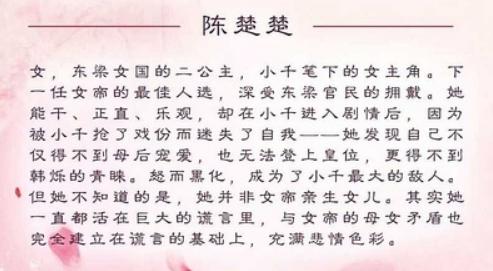 陈楚楚
女，东梁女国的二公主，小千笔下的女主角。下
一任女帝的最佳人选，深受东梁官民的拥戴。她
能干、正直、乐观，却在小千进入剧情后，因为
被小千抢了戏份而迷失了自我——她发现自己不
仅得不到母后宠爱，也无法登上皇位，更得不到
韩烁的青睐。怒而黑化，成为了小千最大的敌人。
但她不知道的是，她并非女帝亲生女儿。其实她
一直都活在巨大的谎言里，与女帝的母女矛盾也
完全建立在谎言的基础上，充满悲情色彩。